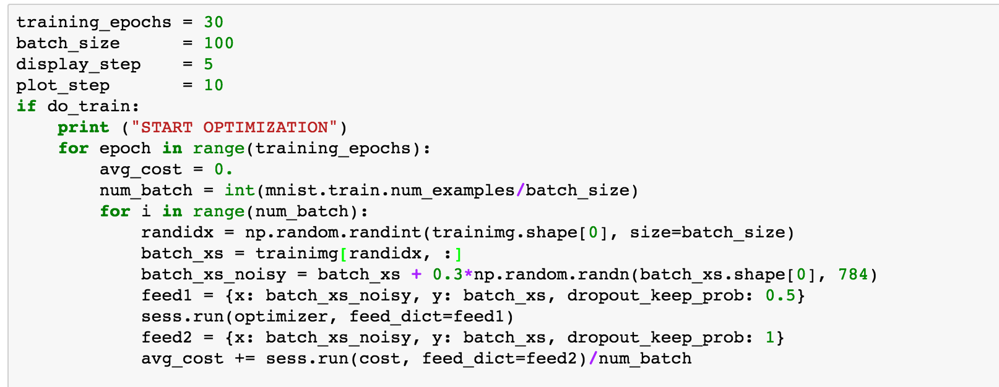 training_epochs = 30
batch_size      = 100
display_step    = 5
plot_step       = 10
if do_train:
    print ("START OPTIMIZATION")
    for epoch in range(training_epochs):
        avg_cost = 0.
        num_batch = int(mnist.train.num_examples/batch_size)
        for i in range(num_batch):
            randidx = np.random.randint(trainimg.shape[0], size=batch_size)
            batch_xs = trainimg[randidx, :]
            batch_xs_noisy = batch_xs + 0.3*np.random.randn(batch_xs.shape[0], 784)
            feed1 = {x: batch_xs_noisy, y: batch_xs, dropout_keep_prob: 0.5}
            sess.run(optimizer, feed_dict=feed1)
            feed2 = {x: batch_xs_noisy, y: batch_xs, dropout_keep_prob: 1}
            avg_cost += sess.run(cost, feed_dict=feed2)/num_batch